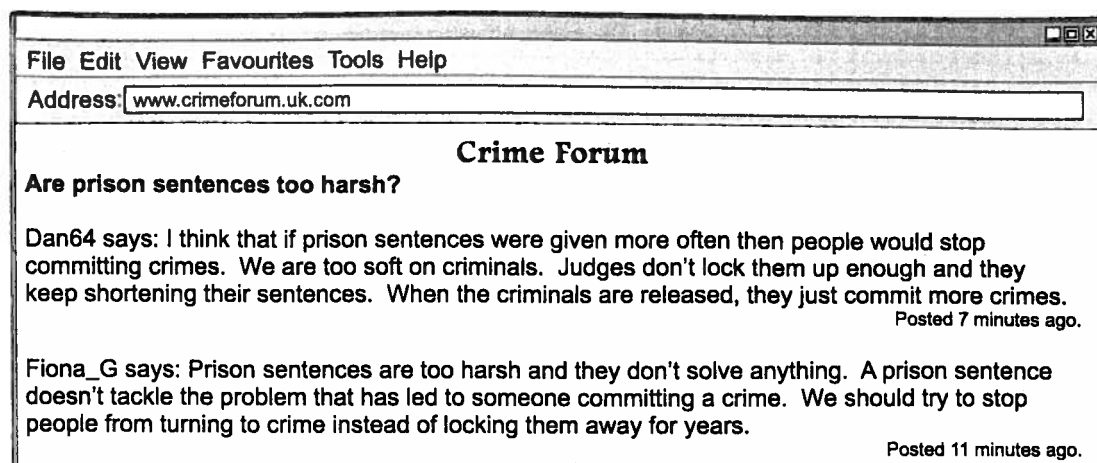 File Edit View Favourites Tools Help
Address: www.crimeforum.uk.com
Crime Forum
Are prison sentences too harsh?
Dan64 says: I think that if prison sentences were given more often then people would stop
committing crimes. We are too soft on criminals. Judges don't lock them up enough and they
keep shortening their sentences. When the criminals are released, they just commit more crimes.
Posted 7 minutes ago.
Fiona_G says: Prison sentences are too harsh and they don't solve anything. A prison sentence
doesn't tackle the problem that has led to someone committing a crime. We should try to stop
people from turning to crime instead of locking them away for years.
Posted 11 minutes ago.